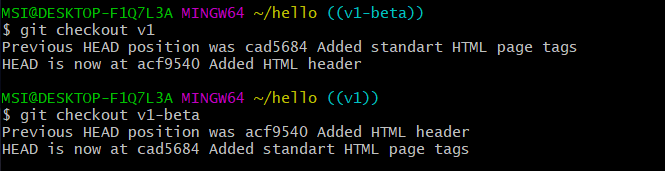 MSI@DESKTOP-F1Q7L3A MINGW64 ~/hello ((v1-beta))
$ git checkout v1
Previous HEAD position was cad5684 Added standart HTML page tags
HEAD is now at acf9540 Added HTML header
MSI@DESKTOP-F1Q7L3A MINGW64 ~/hello ((v1))
$ git checkout v1-beta
Previous HEAD position was acf9540 Added HTML header
HEAD is now at cad5684 Added standart HTML page tags